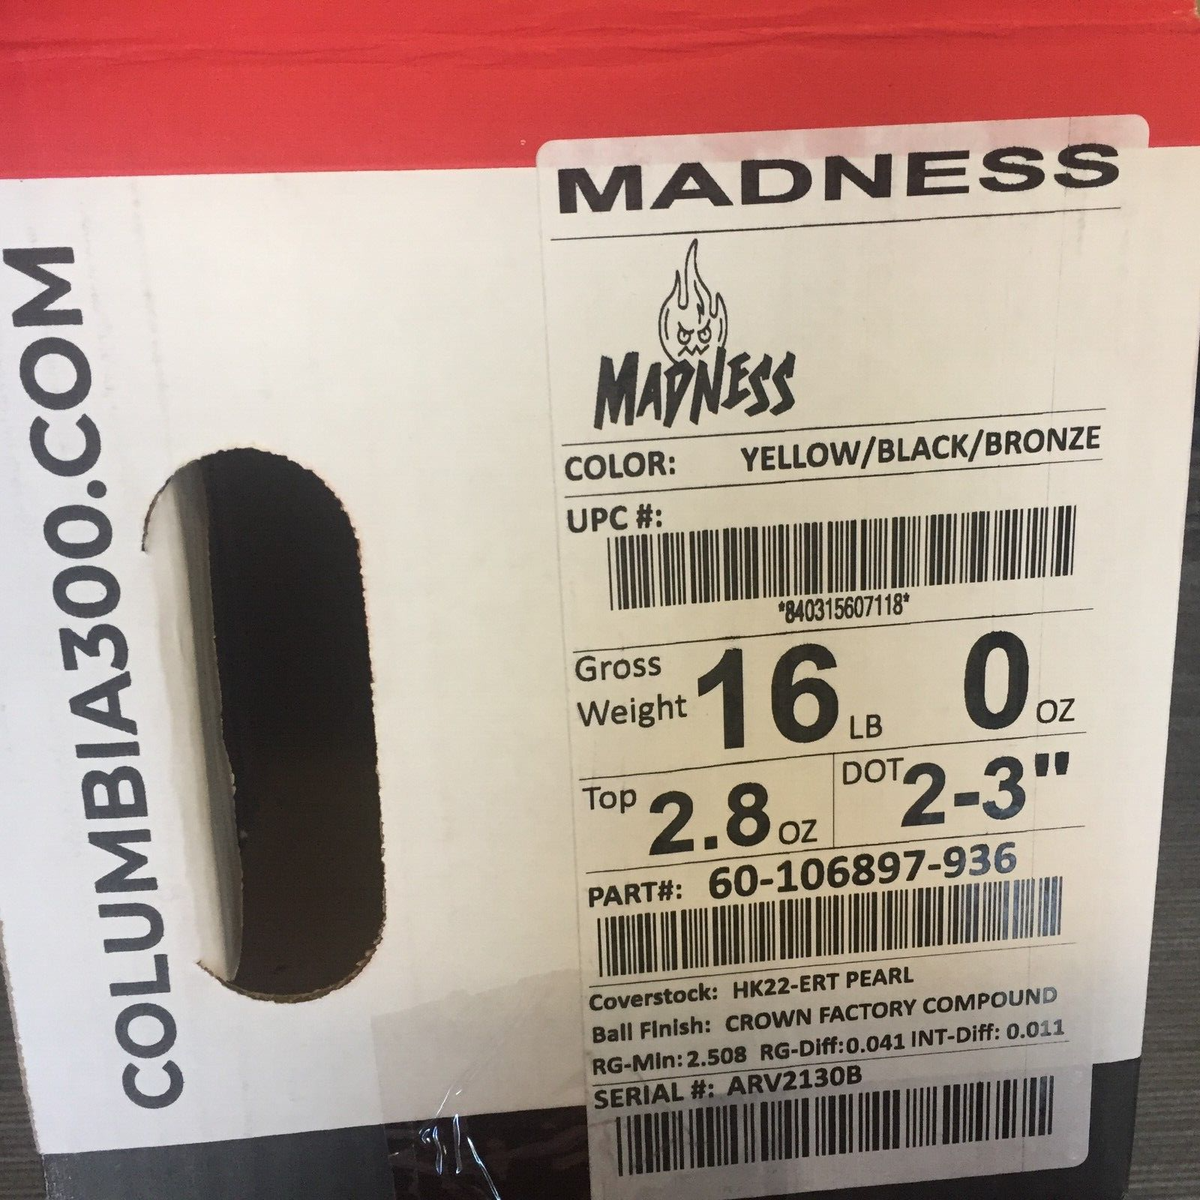 COLUMBIA300.COM
MADNESS
MADNESS
COLOR: YELLOW/BLACK/BRONZE
UPC #:
*840315607118*
Gross Weight 16 LB 0 OZ
Top 2.8 OZ DOT 2-3"
PART#: 60-106897-936
Coverstock: HK22-ERT PEARL
Ball Finish: CROWN FACTORY COMPOUND
RG-Min: 2.508 RG-Diff:0.041 INT-Diff: 0.011
SERIAL #: ARV2130B